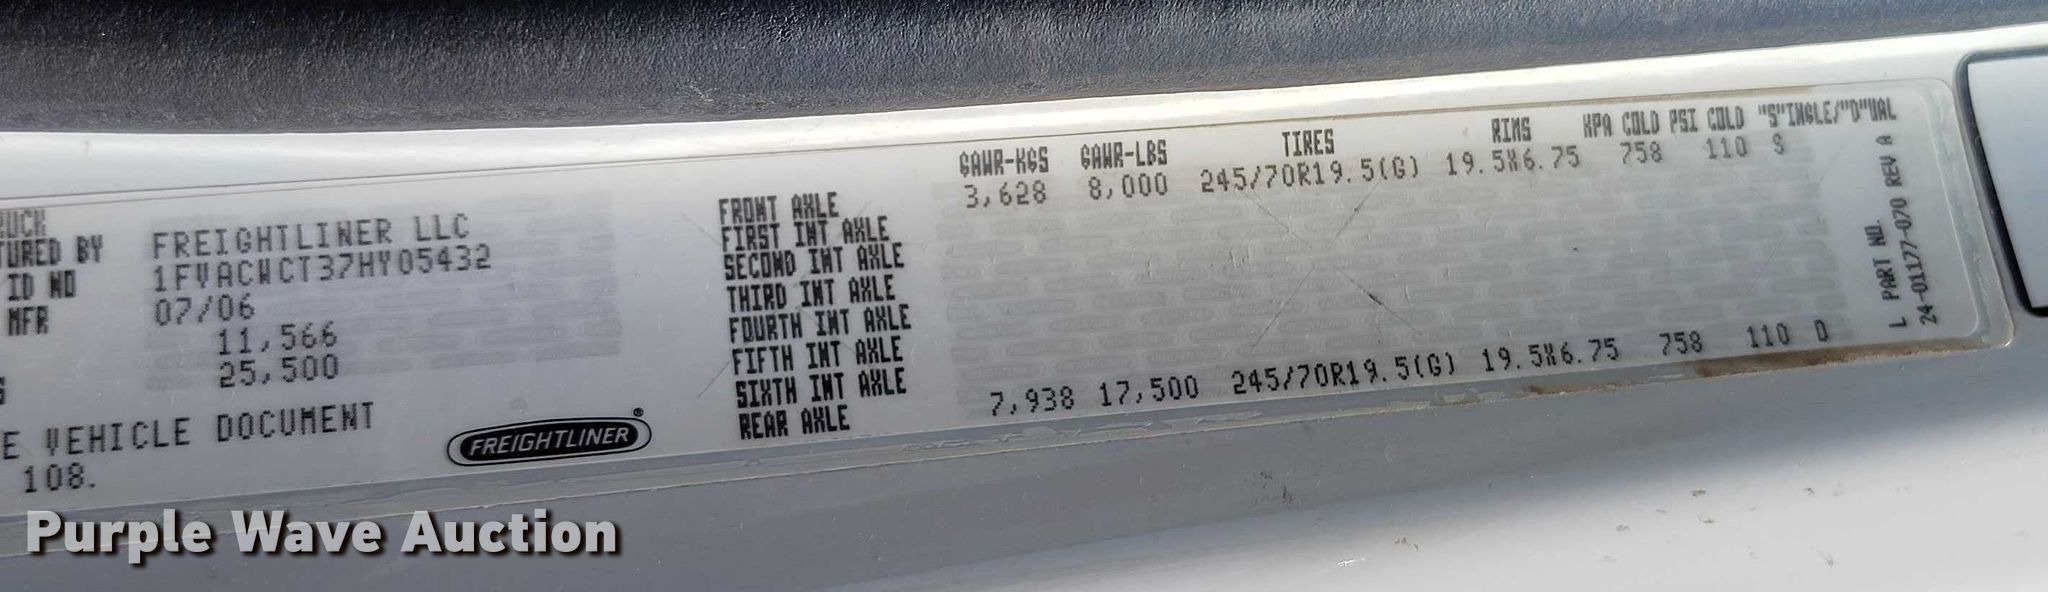 RUCK
TURED BY FREIGHTLINER LLC
ID NO 1FVACWCT37HY05432
MFR 07/06
11,566
S 25,500
E VEHICLE DOCUMENT
108.
FREIGHTLINER®
GAWR-KGS GAWR-LBS TIRES RIMS KPA COLD PSI COLD "S"INGLE/"D"UAL
FRONT AXLE 3,628 8,000 245/70R19.5(G) 19.5X6.75 758 110 S
FIRST INT AXLE
SECOND INT AXLE
THIRD INT AXLE
FOURTH INT AXLE
FIFTH INT AXLE
SIXTH INT AXLE
REAR AXLE 7,938 17,500 245/70R19.5(G) 19.5X6.75 758 110 D
L PART NO.
24-01177-070 REV A
Purple Wave Auction